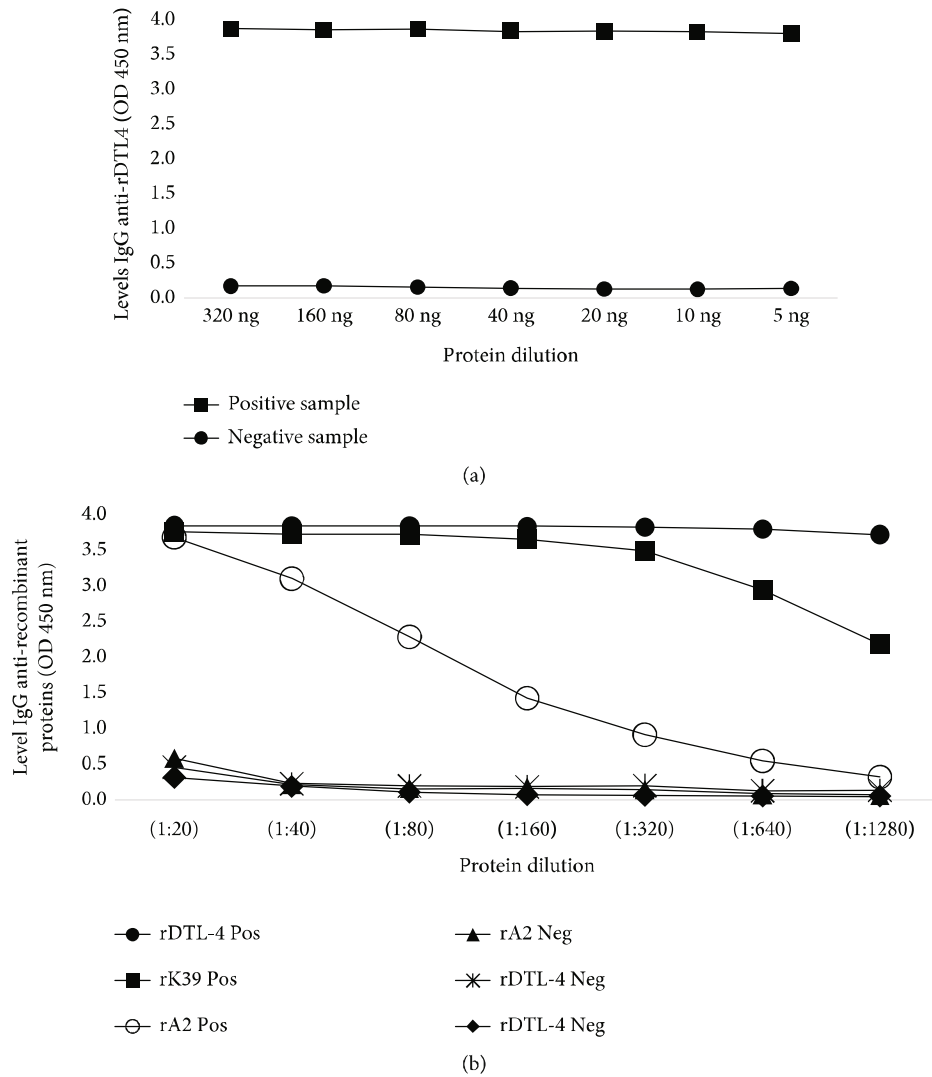 4.0
3.5
3.0
2.5
2.0
1.5
1.0
0.5
0.0
Levels IgG anti-rDTL4 (OD 450 nm)
320 ng 160 ng 80 ng 40 ng 20 ng 10 ng 5 ng
Protein dilution
Positive sample
Negative sample
(a)
4.0
3.5
3.0
2.5
2.0
1.5
1.0
0.5
0.0
Level IgG anti-recombinant
proteins (OD 450 nm)
(1:20) (1:40) (1:80) (1:160) (1:320) (1:640) (1:1280)
Protein dilution
rDTL-4 Pos
rK39 Pos
rA2 Pos
rA2 Neg
rDTL-4 Neg
rDTL-4 Neg
(b)